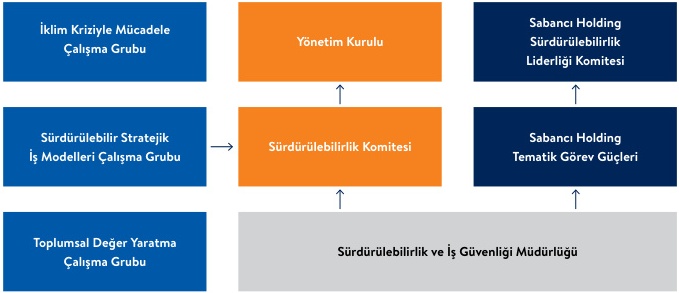 İklim Kriziyle Mücadele
Çalışma Grubu
Yönetim Kurulu
Sabancı Holding
Sürdürülebilirlik
Liderliği Komitesi
Sürdürülebilir Stratejik
İş Modelleri Çalışma Grubu
Sürdürülebilirlik Komitesi
Sabancı Holding
Tematik Görev Güçleri
Toplumsal Değer Yaratma
Çalışma Grubu
Sürdürülebilirlik ve İş Güvenliği Müdürlüğü